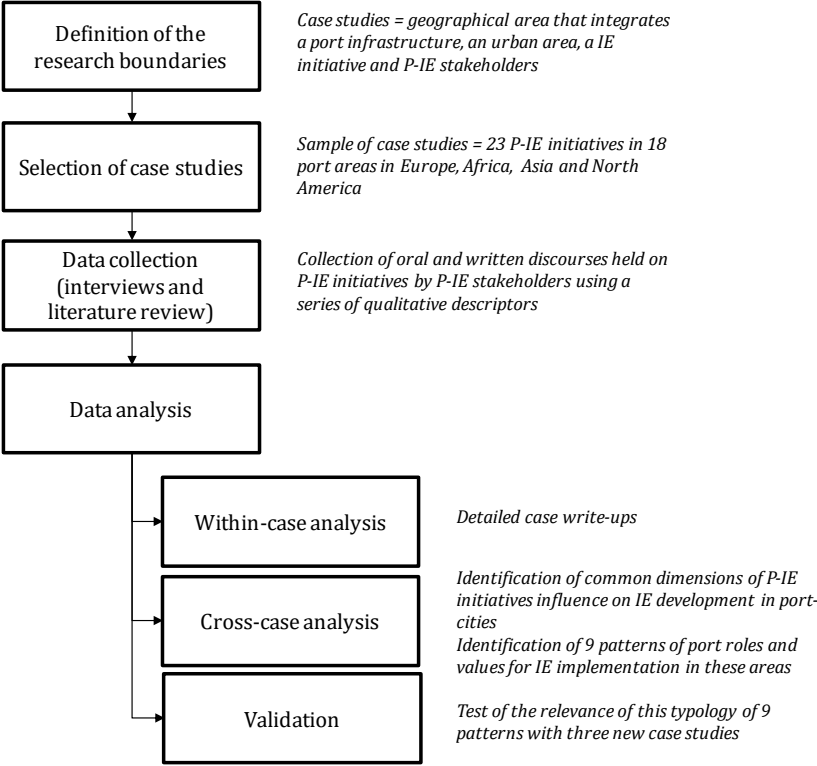 Definition of the
research boundaries
Case studies = geographical area that integrates
a port infrastructure, an urban area, a IE
initiative and P-IE stakeholders
Selection of case studies
Sample of case studies = 23 P-IE initiatives in 18
port areas in Europe, Africa, Asia and North
America
Data collection
(interviews and
literature review)
Collection of oral and written discourses held on
P-IE initiatives by P-IE stakeholders using a
series of qualitative descriptors
Data analysis
Within-case analysis
Detailed case write-ups
Cross-case analysis
Identification of common dimensions of P-IE
initiatives influence on IE development in port-
cities
Identification of 9 patterns of port roles and
values for IE implementation in these areas
Validation
Test of the relevance of this typology of 9
patterns with three new case studies